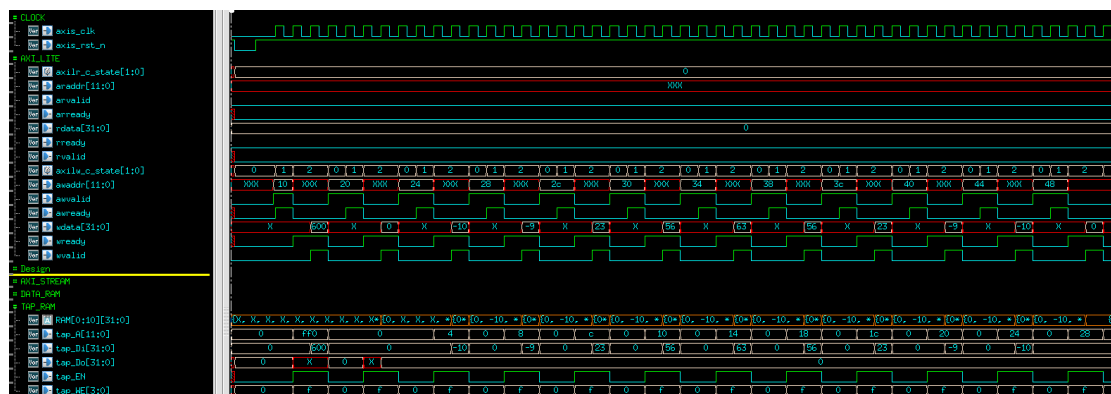 CLOCK
axis_clk
axis_rst_n
AXI_LITE
axilr_c_state[1:0] 0
araddr[11:0] XXX
arvalid
arready
rdata[31:0] 0
rready
rvalid
axilw_c_state[1:0] 0 1 2 0 1 2 0 1 2 0 1 2 0 1 2 0 1 2 0 1 2 0 1 2 0 1 2 0 1 2 0 1 2 0 1 2
awaddr[11:0] XXX 10 XXX 20 XXX 24 XXX 28 XXX 2c XXX 30 XXX 34 XXX 38 XXX 3c XXX 40 XXX 44 XXX 48
awvalid
awready
wdata[31:0] X 600 X 0 X -10 X -9 X 23 X 56 X 63 X 56 X 23 X -9 X -10 X 0
wready
wvalid
Design
AXI_STREAM
DATA_RAM
TAP_RAM
RAM[0:10][31:0]
tap_A[11:0] 0 ff0 0 4 0 8 0 c 0 10 0 14 0 18 0 1c 0 20 0 24 0 28
tap_Di[31:0] 0 600 0 -10 0 -9 0 23 0 56 0 63 0 56 0 23 0 -9 0 -10
tap_Do[31:0] 0 X 0 X 0
tap_EN
tap_WE[3:0] 0 f 0 f 0 f 0 f 0 f 0 f 0 f 0 f 0 f 0 f 0 f 0 f